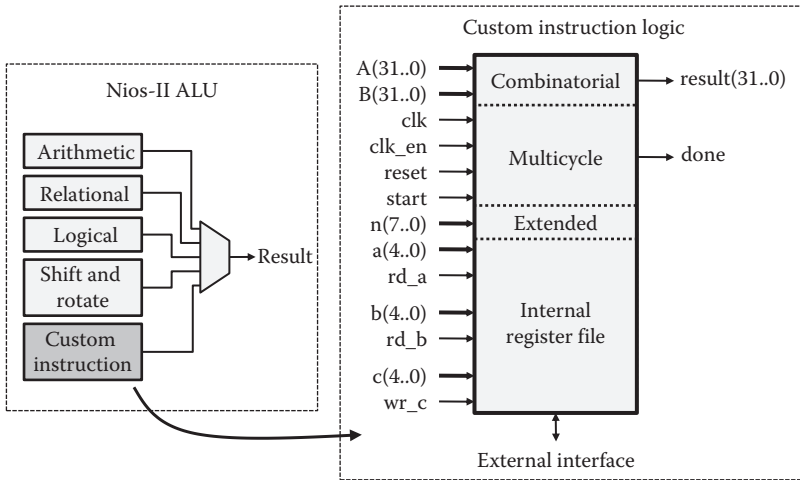 Nios-II ALU
Arithmetic
Relational
Logical
Shift and
rotate
Custom
instruction
Result
Custom instruction logic
A(31..0)
B(31..0)
clk
clk_en
reset
start
n(7..0)
a(4..0)
rd_a
b(4..0)
rd_b
c(4..0)
wr_c
Combinatorial
Multicycle
Extended
Internal
register file
result(31..0)
done
External interface